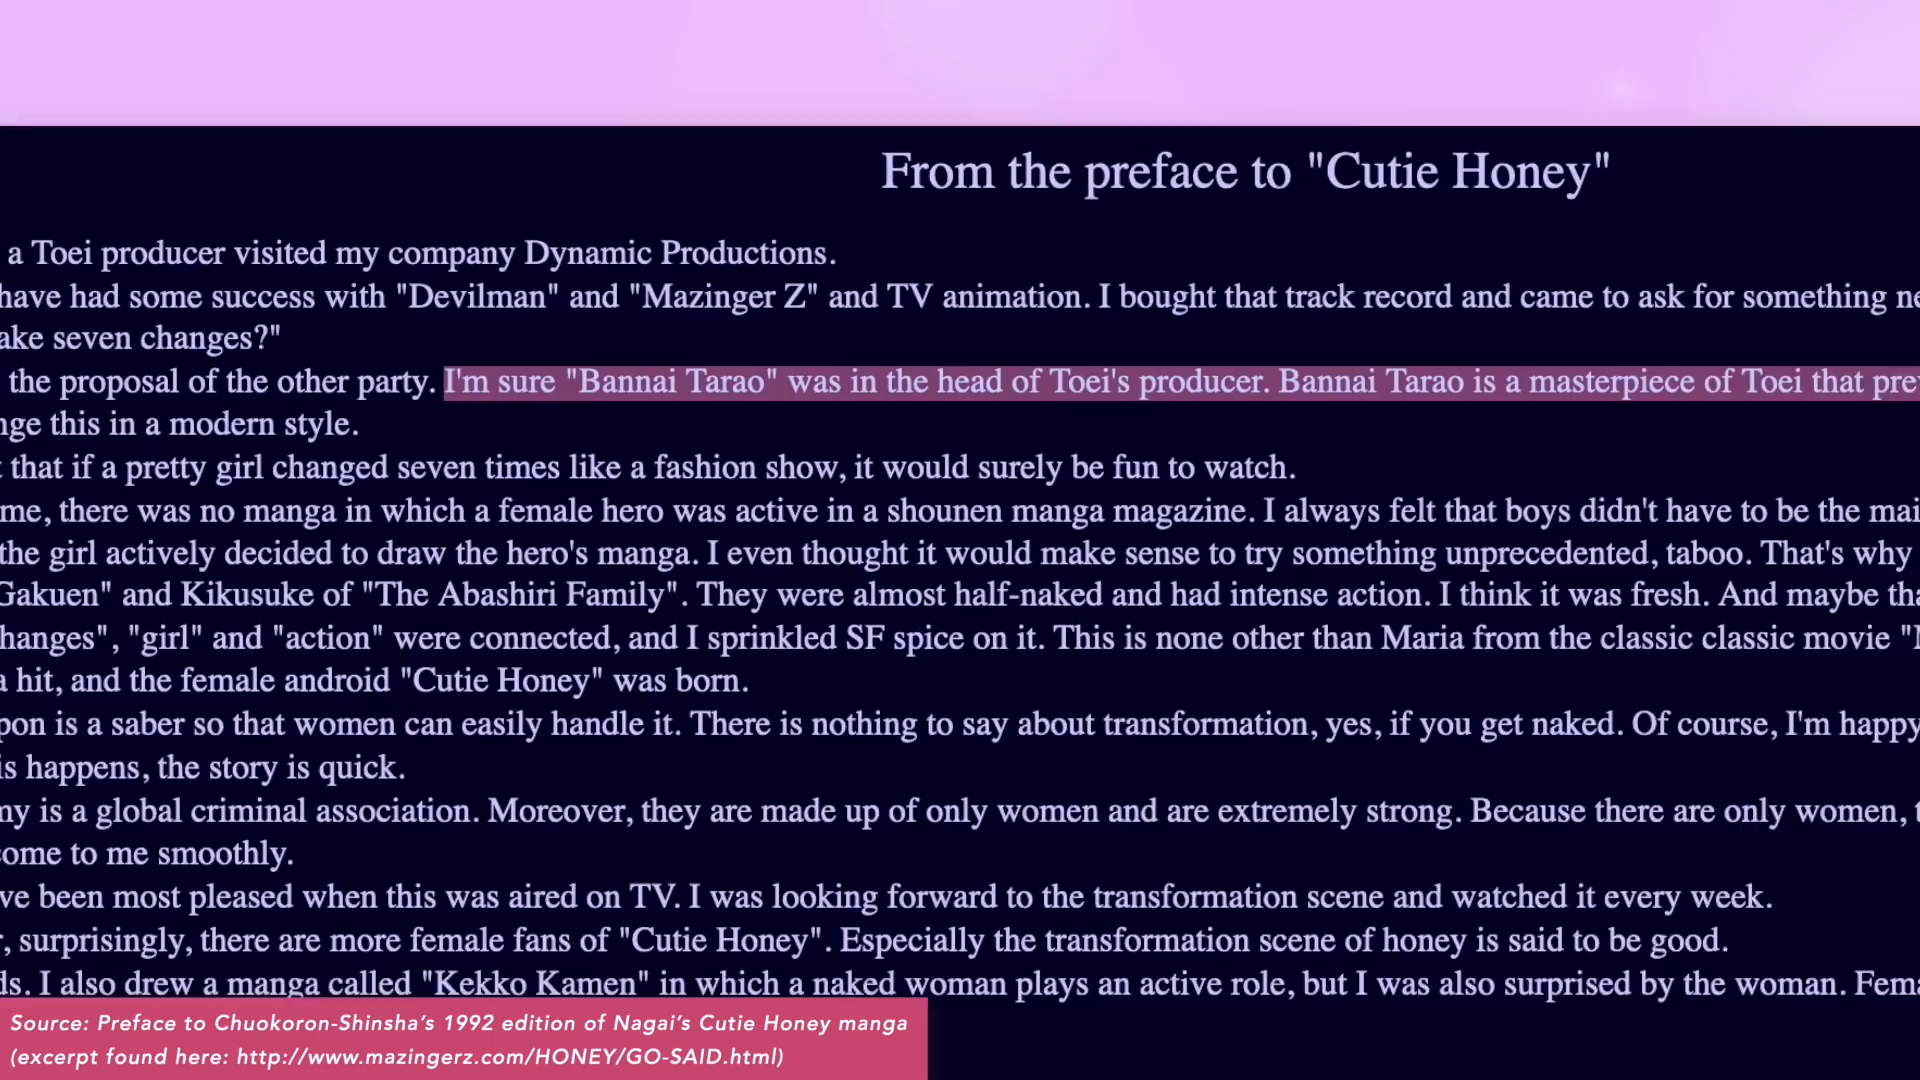 From the preface to "Cutie Honey"
a Toei producer visited my company Dynamic Productions.
have had some success with "Devilman" and "Mazinger Z" and TV animation. I bought that track record and came to ask for something
ake seven changes?"
the proposal of the other party. I'm sure "Bannai Tarao" was in the head of Toei's producer. Bannai Tarao is a masterpiece of Toei that
nge this in a modern style.
that if a pretty girl changed seven times like a fashion show, it would surely be fun to watch.
me, there was no manga in which a female hero was active in a shounen manga magazine. I always felt that boys didn't have to be the mai
the girl actively decided to draw the hero's manga. I even thought it would make sense to try something unprecedented, taboo. That's why
Gakuen" and Kikusuke of "The Abashiri Family". They were almost half-naked and had intense action. I think it was fresh. And maybe tha
hanges", "girl" and "action" were connected, and I sprinkled SF spice on it. This is none other than Maria from the classic classic movie
a hit, and the female android "Cutie Honey" was born.
pon is a saber so that women can easily handle it. There is nothing to say about transformation, yes, if you get naked. Of course, I'm happy
is happens, the story is quick.
my is a global criminal association. Moreover, they are made up of only women and are extremely strong. Because there are only women,
come to me smoothly.
ve been most pleased when this was aired on TV. I was looking forward to the transformation scene and watched it every week.
, surprisingly, there are more female fans of "Cutie Honey". Especially the transformation scene of honey is said to be good.
ds. I also drew a manga called "Kekko Kamen" in which a naked woman plays an active role, but I was also surprised by the woman. Fema
Source: Preface to Chuokoron-Shinsha's 1992 edition of Nagai's Cutie Honey manga
(excerpt found here: http://www.mazingerz.com/HONEY/GO-SAID.html)